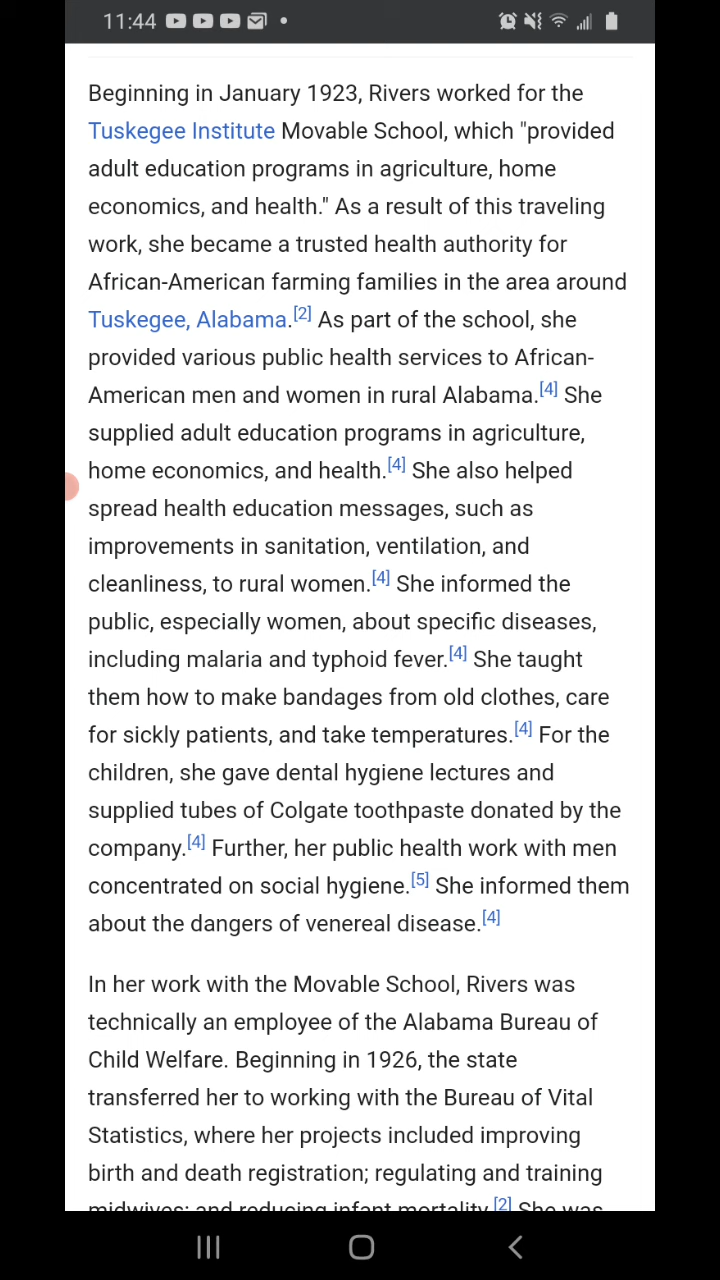 11:44
Beginning in January 1923, Rivers worked for the
Tuskegee Institute Movable School, which "provided
adult education programs in agriculture, home
economics, and health." As a result of this traveling
work, she became a trusted health authority for
African-American farming families in the area around
Tuskegee, Alabama.[2] As part of the school, she
provided various public health services to African-
American men and women in rural Alabama.[4] She
supplied adult education programs in agriculture,
home economics, and health.[4] She also helped
spread health education messages, such as
improvements in sanitation, ventilation, and
cleanliness, to rural women.[4] She informed the
public, especially women, about specific diseases,
including malaria and typhoid fever.[4] She taught
them how to make bandages from old clothes, care
for sickly patients, and take temperatures.[4] For the
children, she gave dental hygiene lectures and
supplied tubes of Colgate toothpaste donated by the
company.[4] Further, her public health work with men
concentrated on social hygiene.[5] She informed them
about the dangers of venereal disease.[4]
In her work with the Movable School, Rivers was
technically an employee of the Alabama Bureau of
Child Welfare. Beginning in 1926, the state
transferred her to working with the Bureau of Vital
Statistics, where her projects included improving
birth and death registration; regulating and training
midwives; and reducing infant mortality.[2] She was